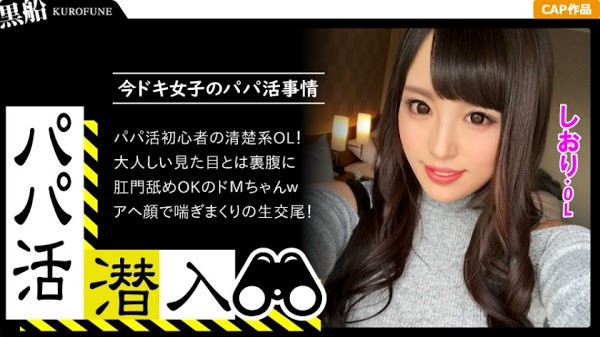 黒船 KUROFUNE
CAP作品
今ドキ女子のパパ活事情
パパ活初心者の清楚系OL!
大人しい見た目とは裏腹に
肛門舐めOKのドMちゃんw
アヘ顔で喘ぎまくりの生交尾!
パパ活
潜入
しおり・OL